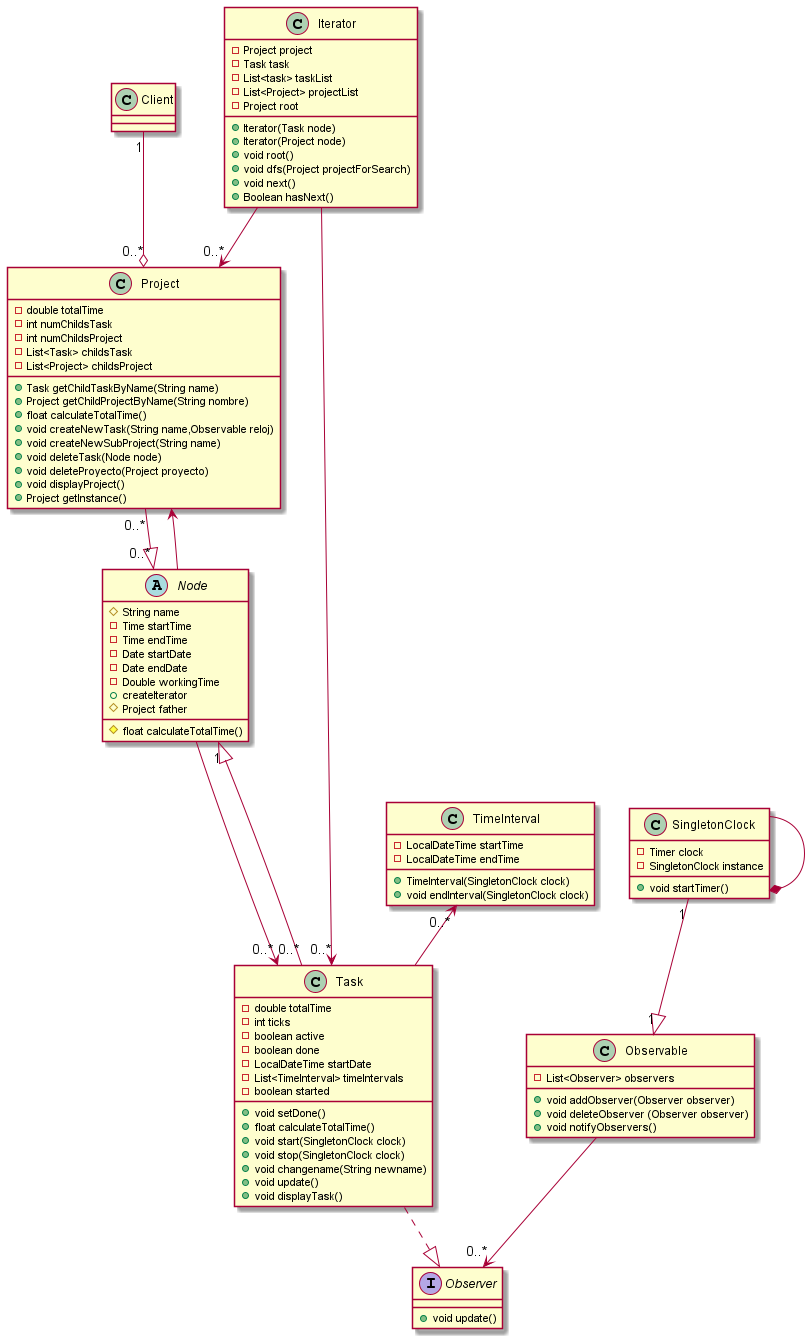 C Iterator
Project project
Task task
List<task> taskList
List<Project> projectList
Project root
Iterator(Task node)
Iterator(Project node)
void root()
void dfs(Project projectForSearch)
void next()
Boolean hasNext()
C Client
1
0..*
0..*
C Project
double totalTime
int numChildsTask
int numChildsProject
List<Task> childsTask
List<Project> childsProject
Task getChildTaskByName(String name)
Project getChildProjectByName(String nombre)
float calculateTotalTime()
void createNewTask(String name,Observable reloj)
void createNewSubProject(String name)
void deleteTask(Node node)
void deleteProyecto(Project proyecto)
void displayProject()
Project getInstance()
0..*
0..*
A Node
String name
Time startTime
Time endTime
Date startDate
Date endDate
Double workingTime
createIterator
Project father
float calculateTotalTime()
1
C TimeInterval
LocalDateTime startTime
LocalDateTime endTime
TimeInterval(SingletonClock clock)
void endInterval(SingletonClock clock)
C SingletonClock
Timer clock
SingletonClock instance
void startTimer()
0..*
1
0..*
0..*
0..*
C Task
double totalTime
int ticks
boolean active
boolean done
LocalDateTime startDate
List<TimeInterval> timeIntervals
boolean started
void setDone()
float calculateTotalTime()
void start(SingletonClock clock)
void stop(SingletonClock clock)
void changename(String newname)
void update()
void displayTask()
1
C Observable
List<Observer> observers
void addObserver(Observer observer)
void deleteObserver (Observer observer)
void notifyObservers()
0..*
I Observer
void update()